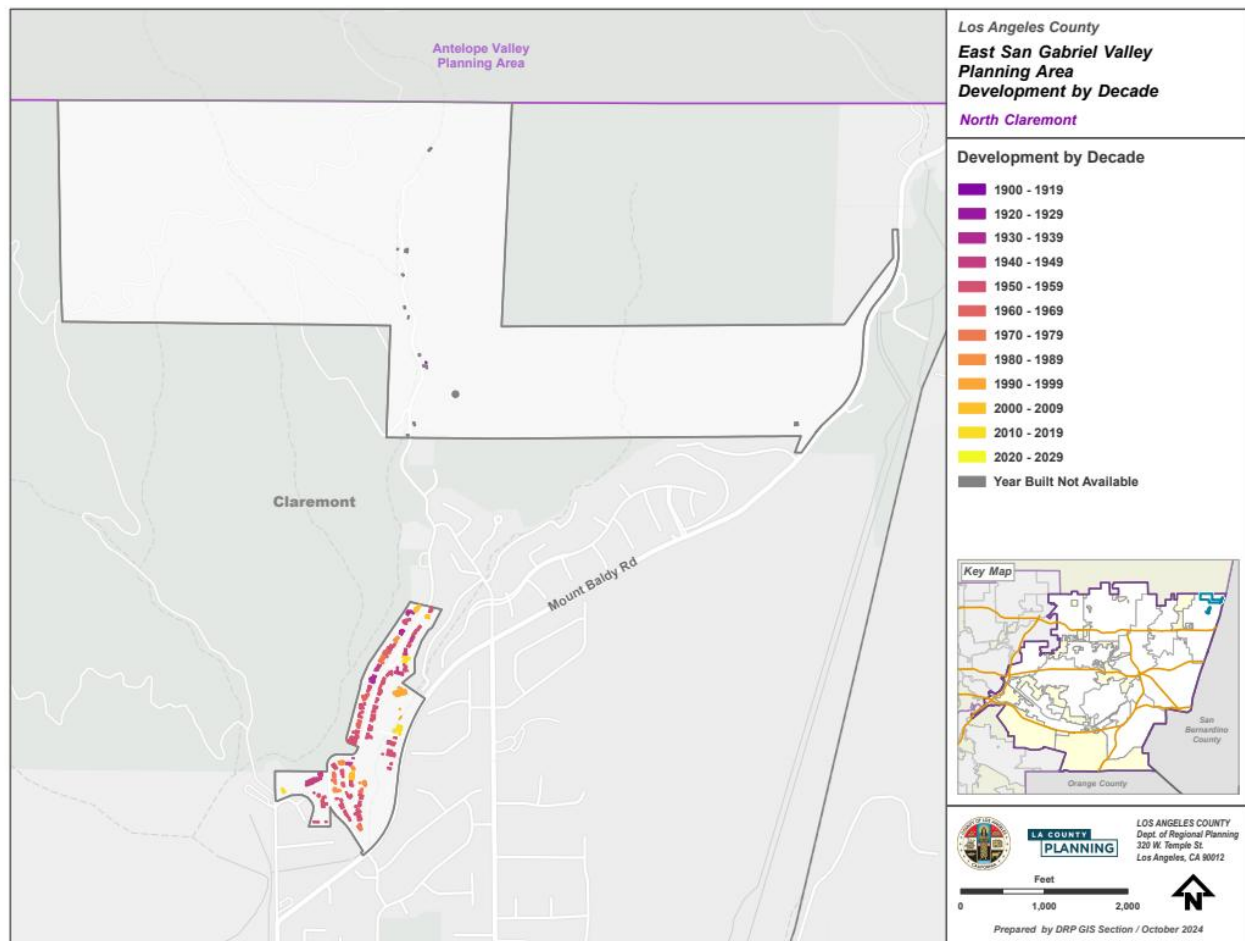 Antelope Valley
Planning Area
Claremont
Mount Baldy Rd
Los Angeles County
East San Gabriel Valley
Planning Area
Development by Decade
North Claremont
Development by Decade
1900 - 1919
1920 - 1929
1930 - 1939
1940 - 1949
1950 - 1959
1960 - 1969
1970 - 1979
1980 - 1989
1990 - 1999
2000 - 2009
2010 - 2019
2020 - 2029
Year Built Not Available
Key Map
San
Bernardino
County
Orange County
LA COUNTY
PLANNING
LOS ANGELES COUNTY
Dept. of Regional Planning
320 W. Temple St.
Los Angeles, CA 90012
Feet
0 1,000 2,000
N
Prepared by DRP GIS Section / October 2024